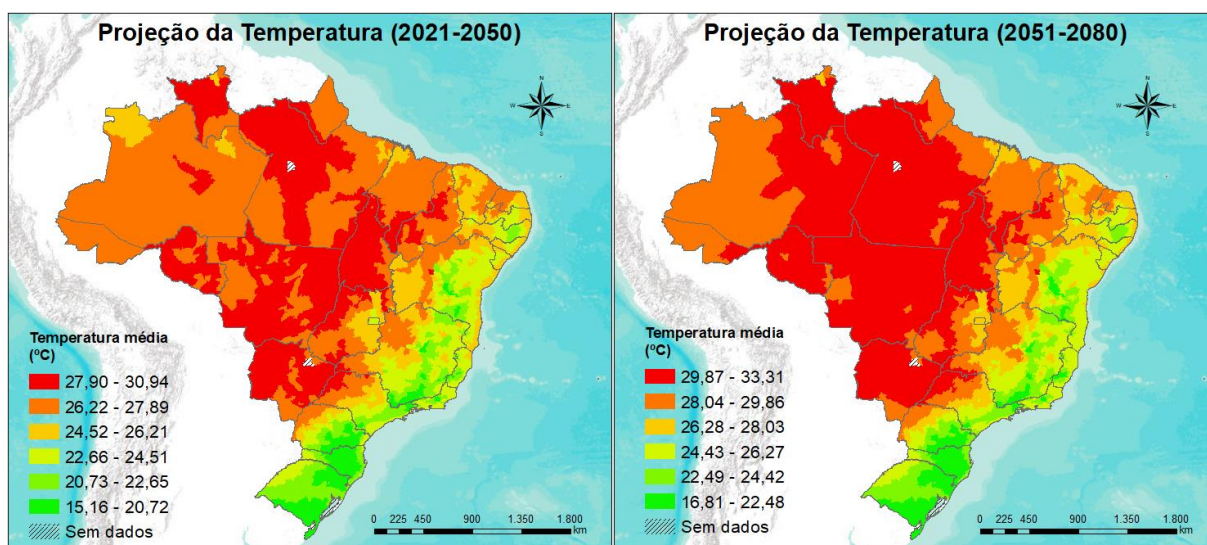 Projeção da Temperatura (2021-2050)
N
W E
S
Temperatura média
(ºC)
27,90 - 30,94
26,22 - 27,89
24,52 - 26,21
22,66 - 24,51
20,73 - 22,65
15,16 - 20,72
Sem dados
0 225 450 900 1.350 1.800
km
Projeção da Temperatura (2051-2080)
N
W E
S
Temperatura média
(ºC)
29,87 - 33,31
28,04 - 29,86
26,28 - 28,03
24,43 - 26,27
22,49 - 24,42
16,81 - 22,48
Sem dados
0 225 450 900 1.350 1.800
km